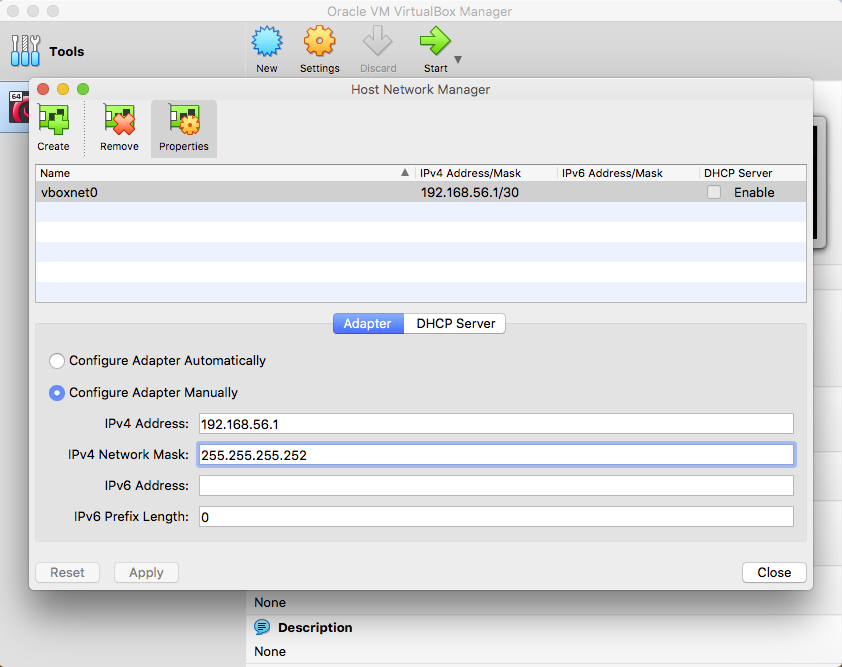 Oracle VM VirtualBox Manager
Tools
New Settings Discard Start
64
Host Network Manager
Create Remove Properties
Name IPv4 Address/Mask IPv6 Address/Mask DHCP Server
vboxnet0 192.168.56.1/30 Enable
Adapter DHCP Server
Configure Adapter Automatically
Configure Adapter Manually
IPv4 Address: 192.168.56.1
IPv4 Network Mask: 255.255.255.252
IPv6 Address:
IPv6 Prefix Length: 0
Reset Apply Close
None
Description
None